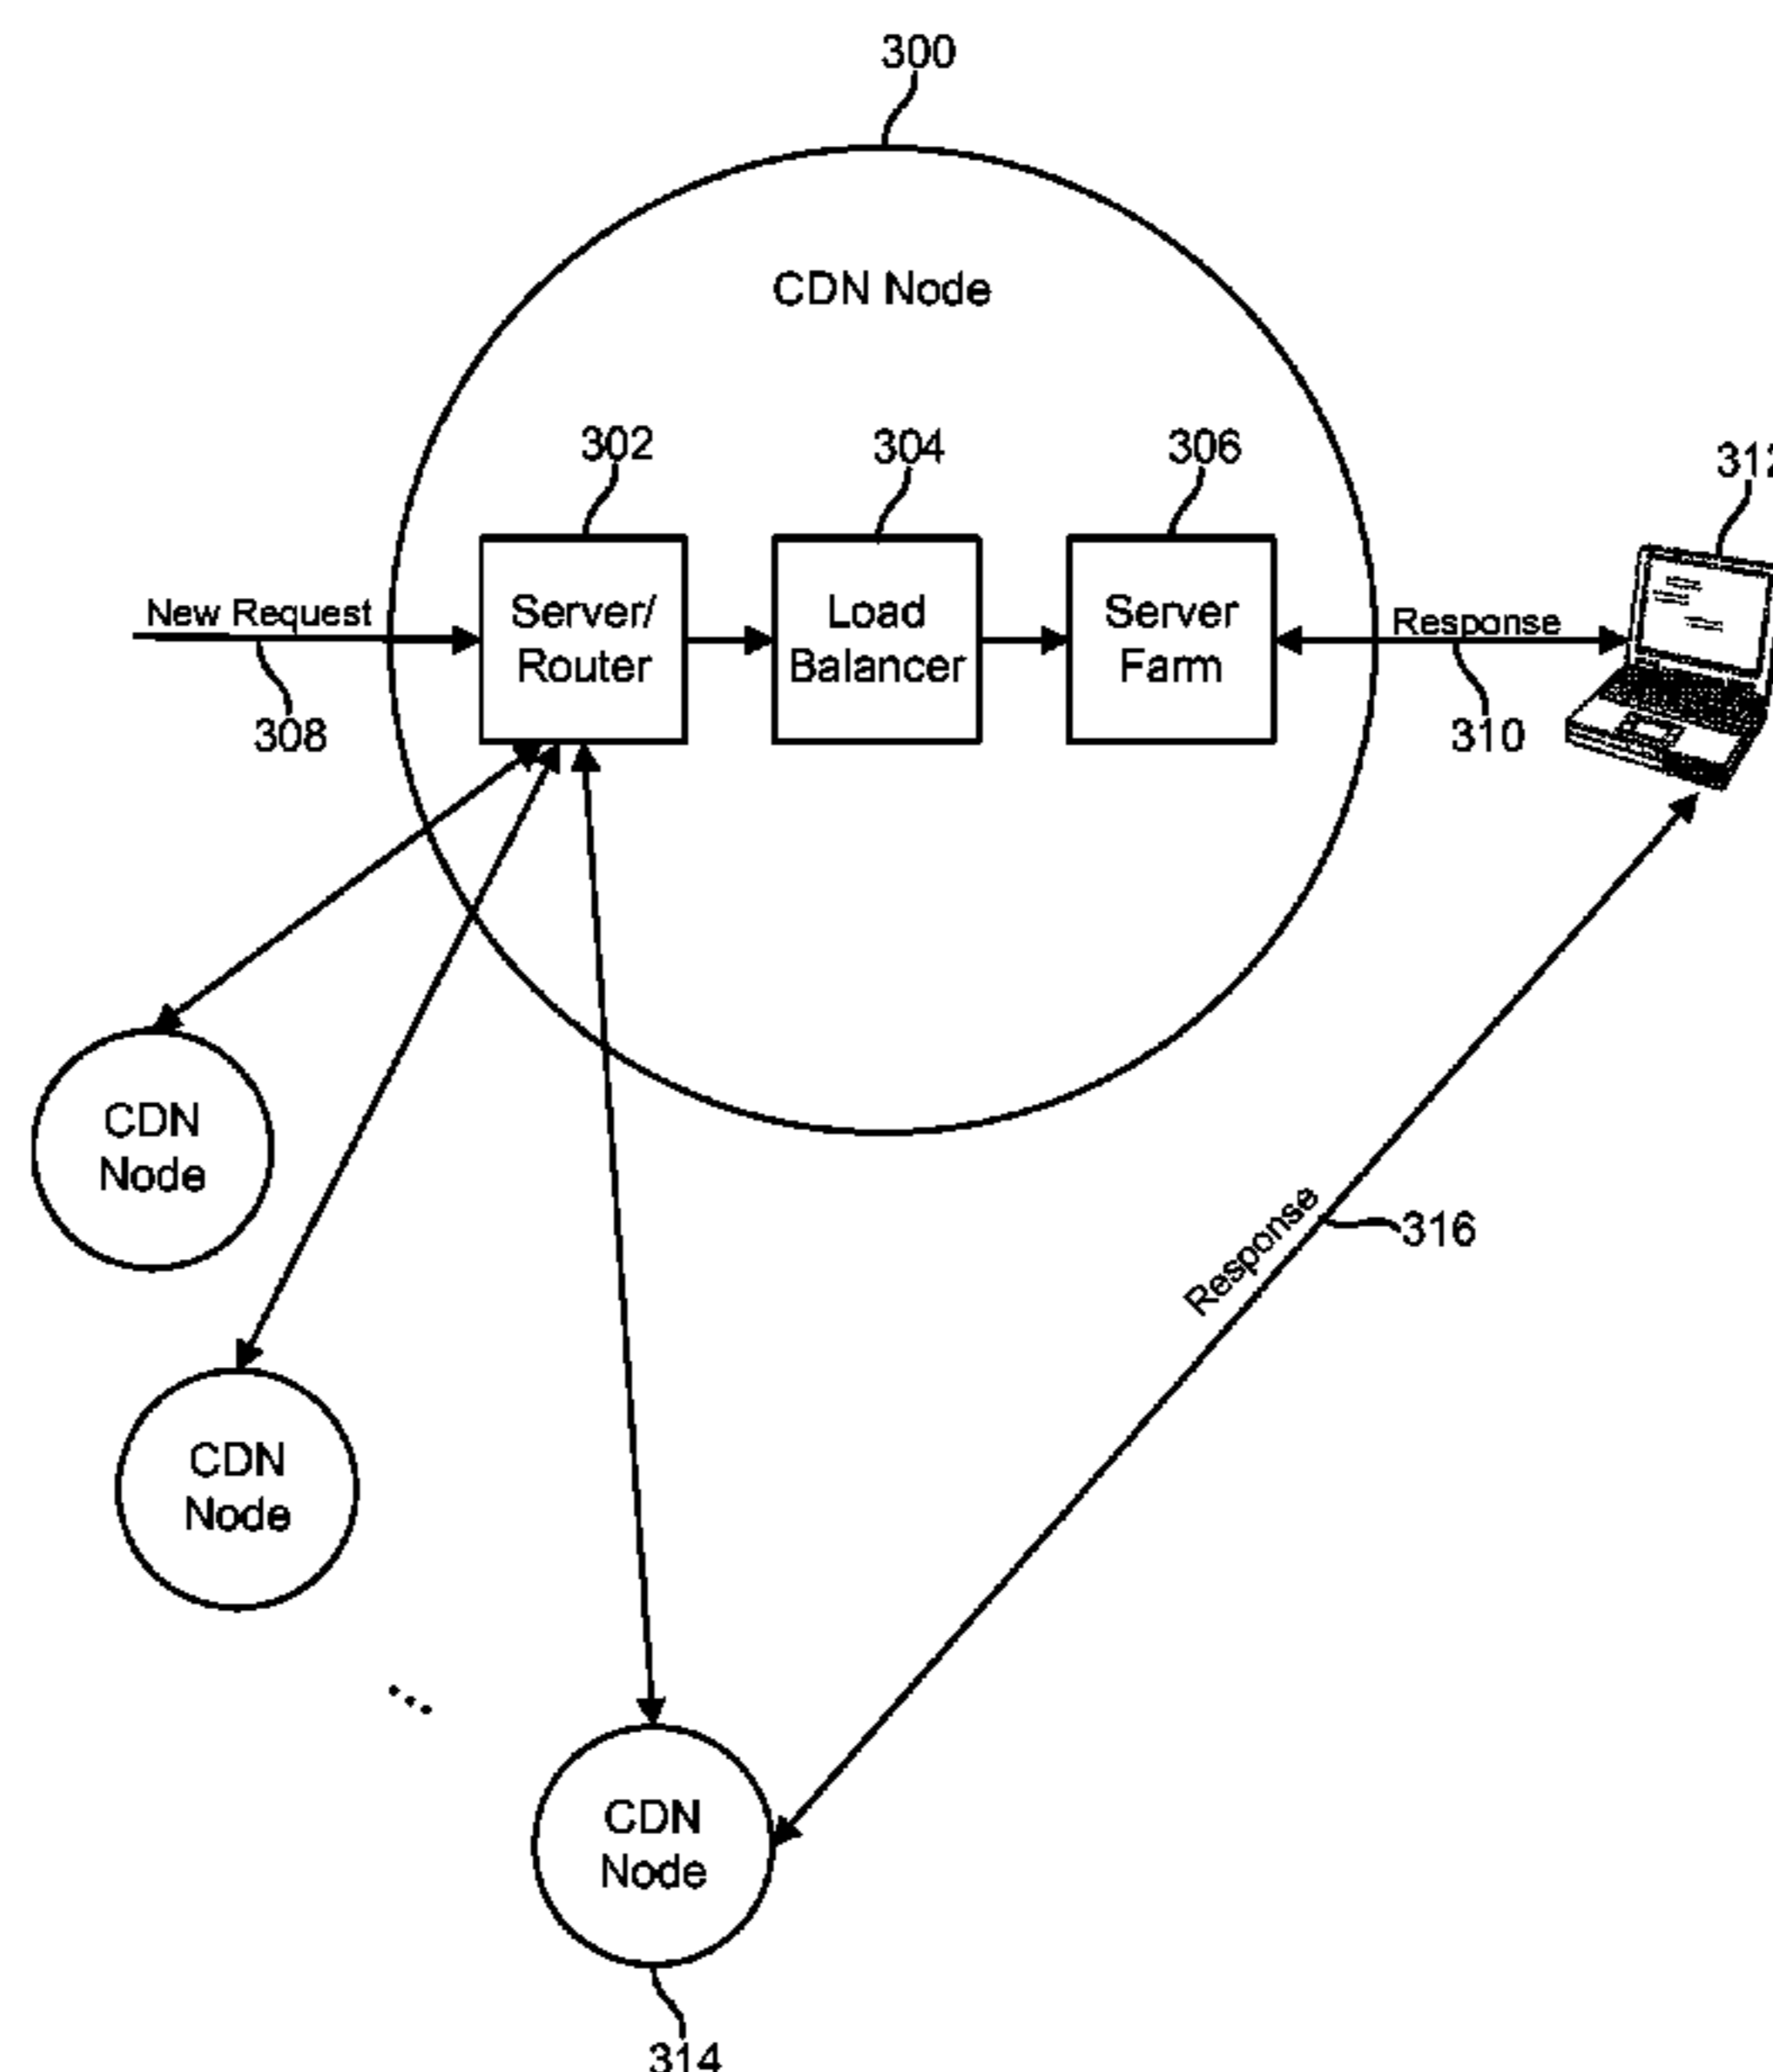 300
CDN Node
302
304
306
312
New Request
Server/
Router
Load
Balancer
Server
Farm
Response
308
310
CDN
Node
Response
316
CDN
Node
CDN
Node
314